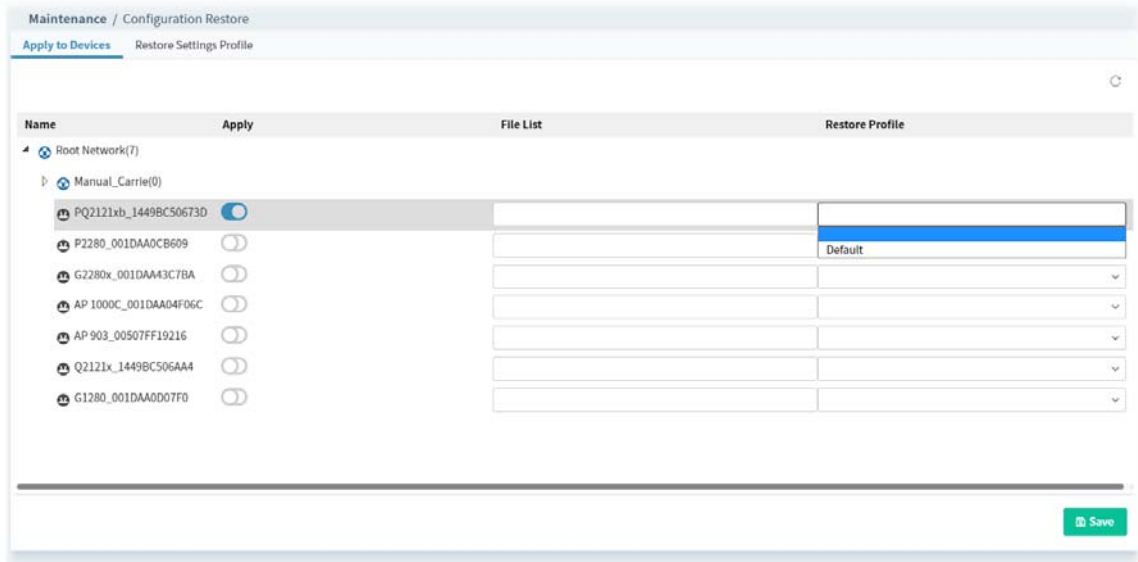 Maintenance / Configuration Restore
Apply to Devices Restore Settings Profile
Name Apply File List Restore Profile
Root Network(7)
Manual_Carrie(0)
PQ2121xb_1449BC50673D
P2280_001DAA0CB609
Default
G2280x_001DAA43C7BA
AP 1000C_001DAA04F06C
AP 903_00507FF19216
Q2121x_1449BC506AA4
G1280_001DAA0D07F0
Save